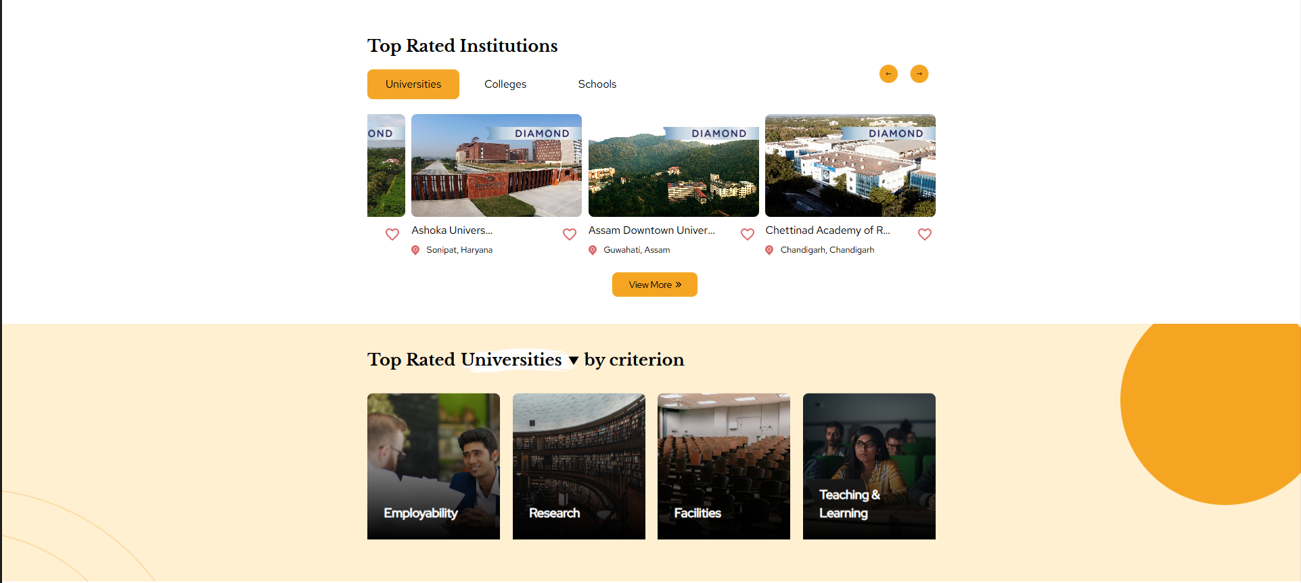 Top Rated Institutions
Universities Colleges Schools
← →
OND DIAMOND DIAMOND DIAMOND
Ashoka Univers... Assam Downtown Univer... Chettinad Academy of R...
Sonipat, Haryana Guwahati, Assam Chandigarh, Chandigarh
View More »
Top Rated Universities ▼ by criterion
Employability Research Facilities Teaching &
Learning